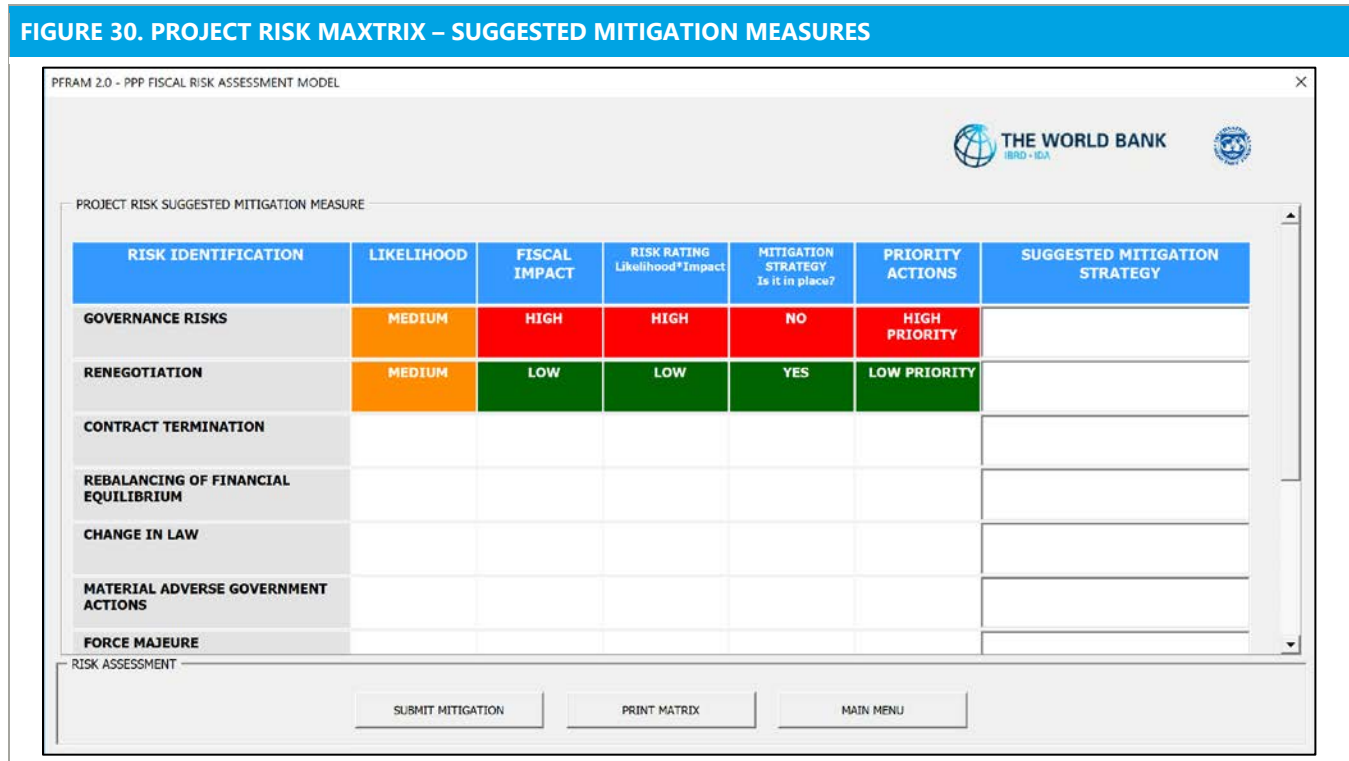 FIGURE 30. PROJECT RISK MAXTRIX – SUGGESTED MITIGATION MEASURES
PFRAM 2.0 - PPP FISCAL RISK ASSESSMENT MODEL
THE WORLD BANK
IBRD • IDA
PROJECT RISK SUGGESTED MITIGATION MEASURE
RISK IDENTIFICATION
LIKELIHOOD
FISCAL
IMPACT
RISK RATING
Likelihood*Impact
MITIGATION
STRATEGY
Is it in place?
PRIORITY
ACTIONS
SUGGESTED MITIGATION
STRATEGY
GOVERNANCE RISKS
MEDIUM
HIGH
HIGH
NO
HIGH
PRIORITY
RENEGOTIATION
MEDIUM
LOW
LOW
YES
LOW PRIORITY
CONTRACT TERMINATION
REBALANCING OF FINANCIAL
EQUILIBRIUM
CHANGE IN LAW
MATERIAL ADVERSE GOVERNMENT
ACTIONS
FORCE MAJEURE
RISK ASSESSMENT
SUBMIT MITIGATION
PRINT MATRIX
MAIN MENU